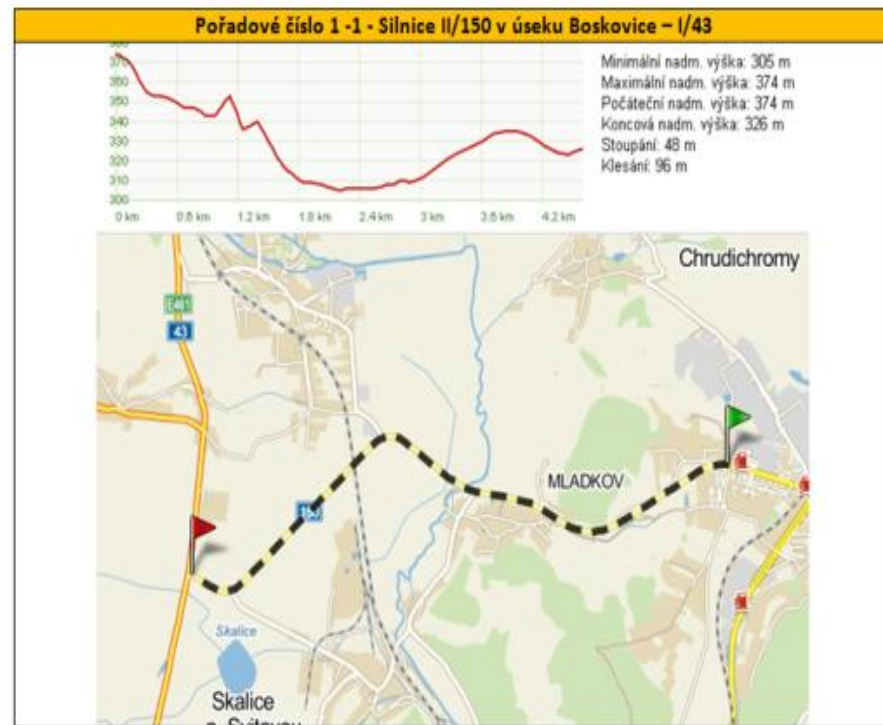 Pořadové číslo 1 -1 - Silnice II/150 v úseku Boskovice – I/43
380
370
360
350
340
330
320
310
300
0 km
0.6 km
1.2 km
1.8 km
2.4 km
3 km
3.6 km
4.2 km
Minimální nadm. výška: 305 m
Maximální nadm. výška: 374 m
Počáteční nadm. výška: 374 m
Koncová nadm. výška: 326 m
Stoupání: 48 m
Klesání: 96 m
Chrudichromy
E461
43
MLADKOV
150
Skalice
Skalice
n. Svitavou